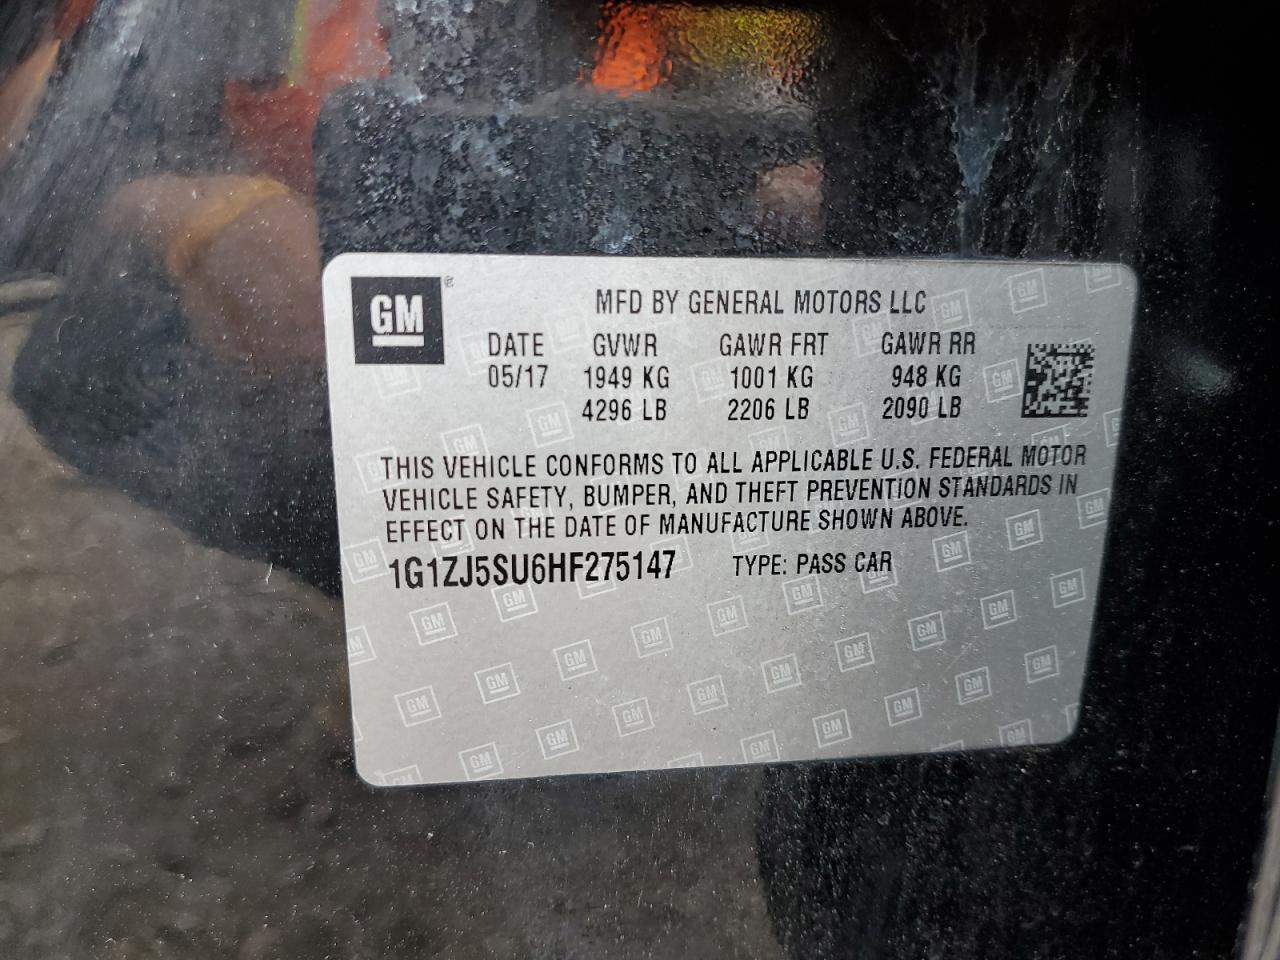 GM®
MFD BY GENERAL MOTORS LLC
DATE GVWR GAWR FRT GAWR RR
05/17 1949 KG 1001 KG 948 KG
4296 LB 2206 LB 2090 LB
THIS VEHICLE CONFORMS TO ALL APPLICABLE U.S. FEDERAL MOTOR
VEHICLE SAFETY, BUMPER, AND THEFT PREVENTION STANDARDS IN
EFFECT ON THE DATE OF MANUFACTURE SHOWN ABOVE.
1G1ZJ5SU6HF275147 TYPE: PASS CAR